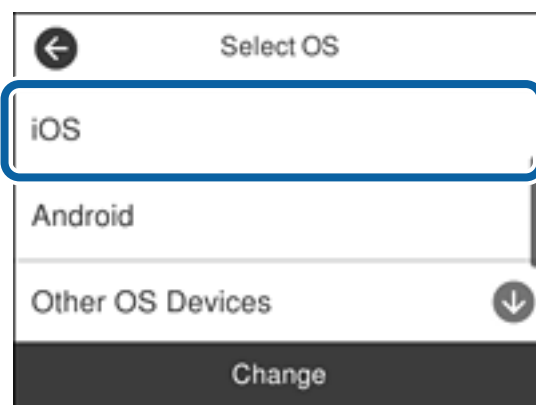 Select OS
iOS
Android
Other OS Devices
Change